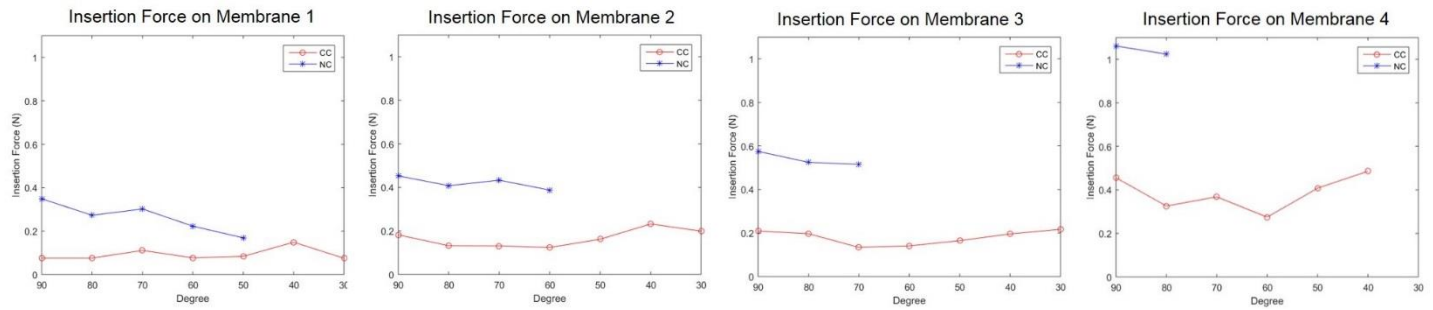 Insertion Force on Membrane 1
CC
NC
1
0.8
0.6
0.4
0.2
0
Insertion Force (N)
90 80 70 60 50 40 30
Degree
Insertion Force on Membrane 2
CC
NC
1
0.8
0.6
0.4
0.2
0
Insertion Force (N)
90 80 70 60 50 40 30
Degree
Insertion Force on Membrane 3
CC
NC
1
0.8
0.6
0.4
0.2
0
Insertion Force (N)
90 80 70 60 50 40 30
Degree
Insertion Force on Membrane 4
CC
NC
1
0.8
0.6
0.4
0.2
0
Insertion Force (N)
90 80 70 60 50 40 30
Degree